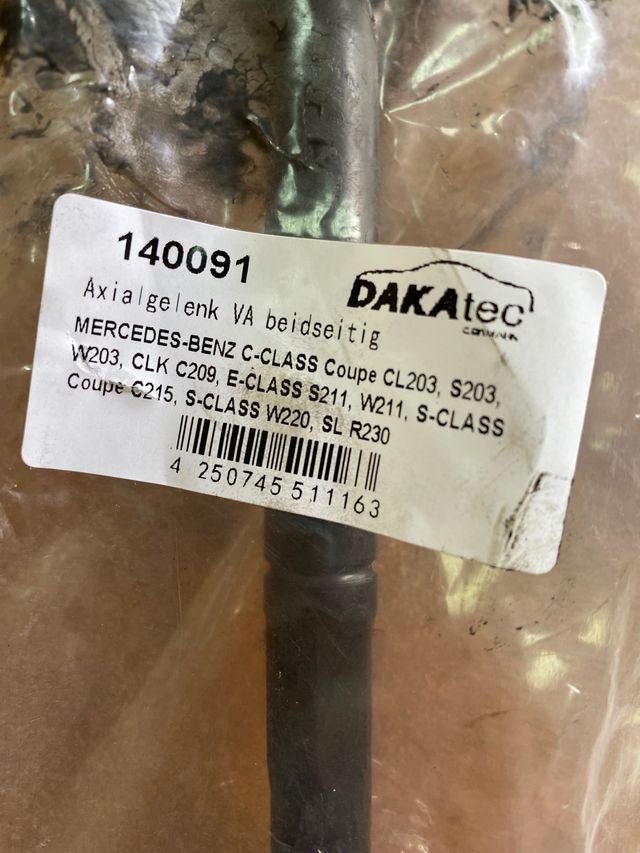 140091
DAKAtec
GERMANY
Axialgelenk VA beidseitig
MERCEDES-BENZ C-CLASS Coupe CL203, S203,
W203, CLK C209, E-CLASS S211, W211, S-CLASS
Coupe C215, S-CLASS W220, SL R230
4 250745 511163